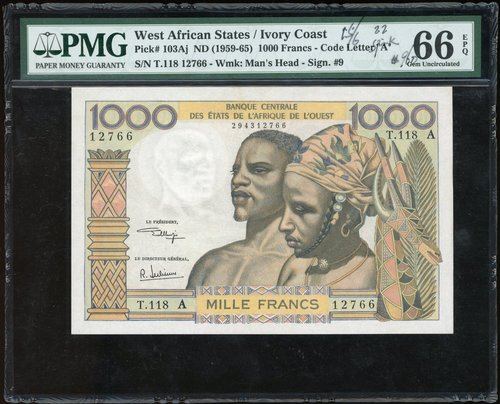 PMG
PAPER MONEY GUARANTY
West African States / Ivory Coast
Pick# 103Aj ND (1959-65) 1000 Francs - Code Letter 'A'
S/N T.118 12766 - Wmk: Man's Head - Sign. #9
66 EPQ
Gem Uncirculated
1000 BANQUE CENTRALE 1000
DES ÉTATS DE L'AFRIQUE DE L'OUEST
12766 294312766 T.118 A
LE PRÉSIDENT,
LE DIRECTEUR GÉNÉRAL,
T.118 A MILLE FRANCS 12766